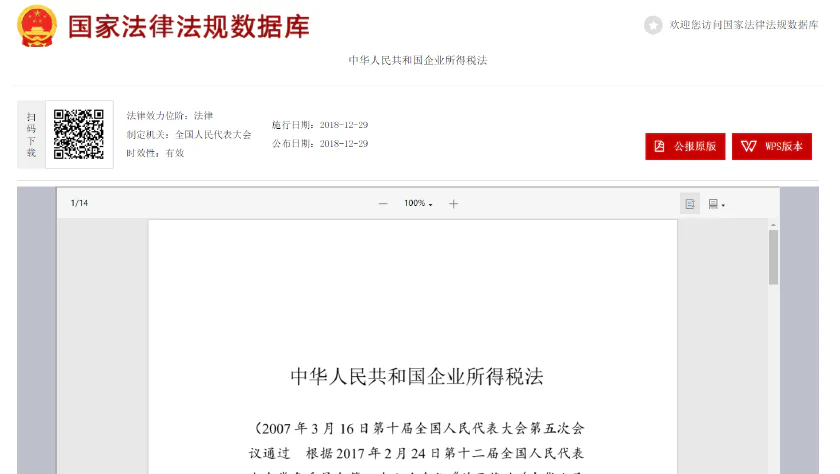 国家法律法规数据库
欢迎您访问国家法律法规数据库
中华人民共和国企业所得税法
扫码下载
法律效力位阶：法律
制定机关：全国人民代表大会
时效性：有效
施行日期：2018-12-29
公布日期：2018-12-29
公报原版
WPS版本
1/14
100%
中华人民共和国企业所得税法
（2007 年 3 月 16 日第十届全国人民代表大会第五次会
议通过　根据 2017 年 2 月 24 日第十二届全国人民代表